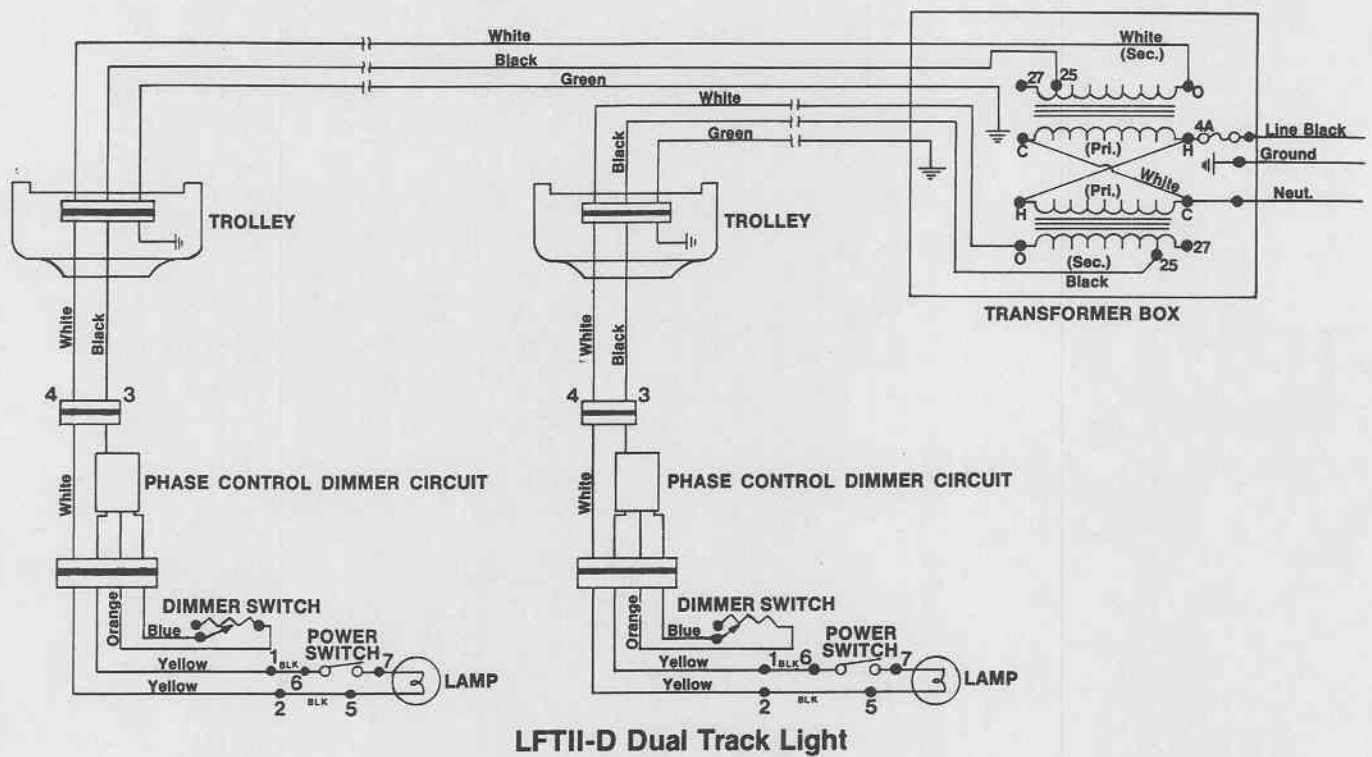 White
Black
Green
White
(Sec.)
27
25
O
White
Black
Green
C
(Pri.)
H
4A
Line Black
Ground
White
H
(Pri.)
C
Neut.
O
(Sec.)
25
27
Black
TRANSFORMER BOX
TROLLEY
TROLLEY
White
Black
White
Black
4
3
4
3
White
PHASE CONTROL DIMMER CIRCUIT
White
PHASE CONTROL DIMMER CIRCUIT
Orange
DIMMER SWITCH
Blue
POWER
SWITCH
Yellow
1
BLK
6
7
Yellow
2
BLK
5
LAMP
Orange
DIMMER SWITCH
Blue
POWER
SWITCH
Yellow
1
BLK
6
7
Yellow
2
BLK
5
LAMP
LFTII-D Dual Track Light